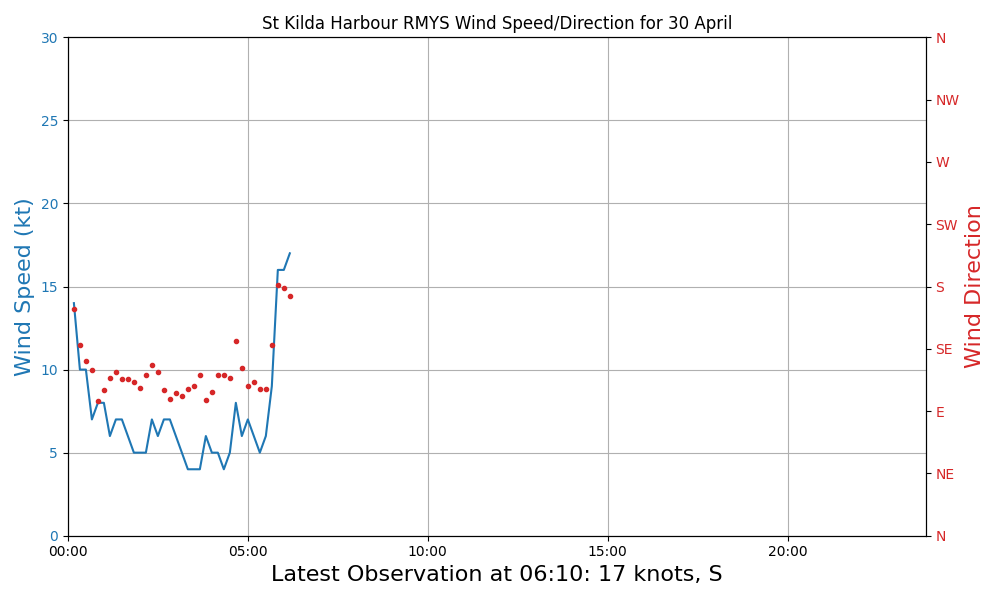 St Kilda Harbour RMYS Wind Speed/Direction for 30 April
Wind Speed (kt)
30
25
20
15
10
5
0
N
NW
W
SW
S
SE
E
NE
N
Wind Direction
00:00 05:00 10:00 15:00 20:00
Latest Observation at 06:10: 17 knots, S